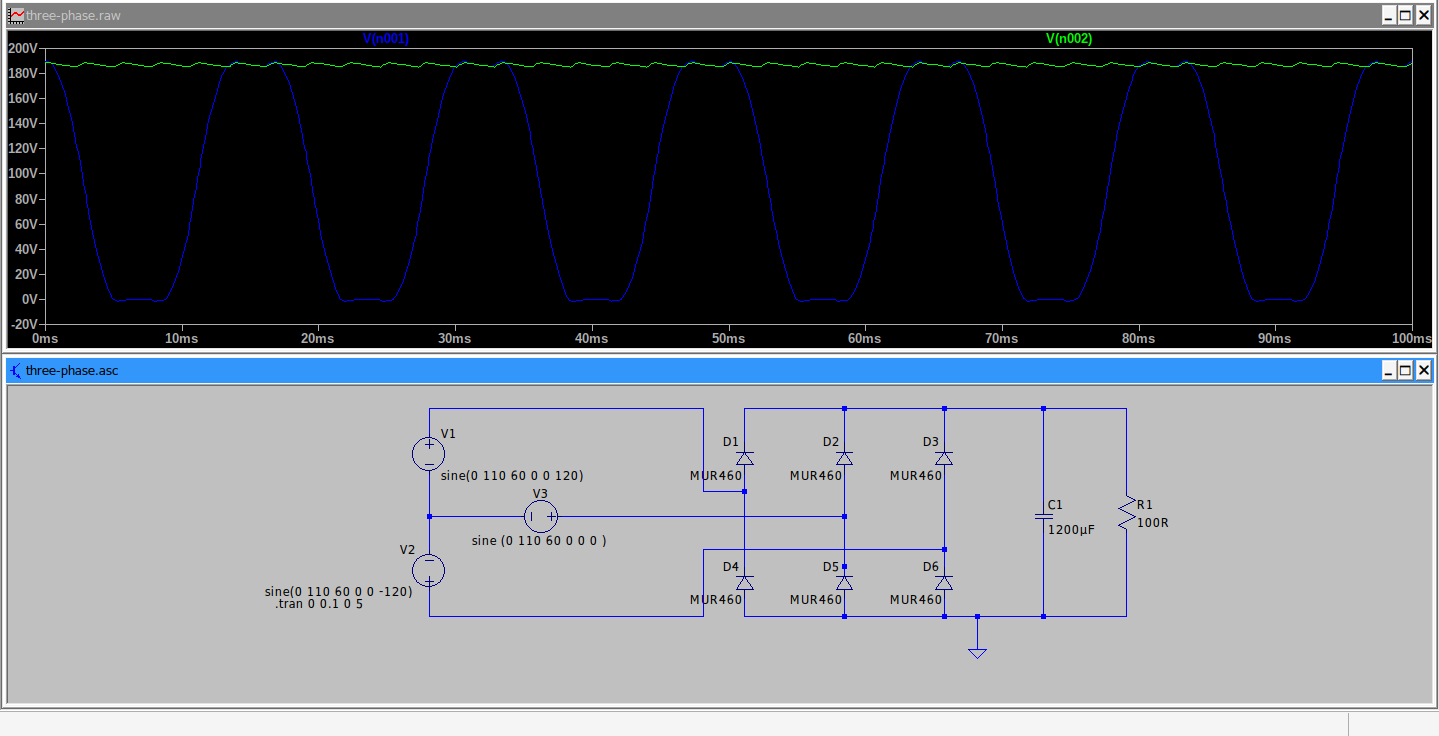 three-phase.raw
V(n001) V(n002)
200V
180V
160V
140V
120V
100V
80V
60V
40V
20V
0V
-20V
0ms 10ms 20ms 30ms 40ms 50ms 60ms 70ms 80ms 90ms 100ms
three-phase.asc
V1
sine(0 110 60 0 0 120)
V3
sine (0 110 60 0 0 0 )
V2
sine(0 110 60 0 0 -120)
.tran 0 0.1 0 5
D1 D2 D3
MUR460 MUR460 MUR460
D4 D5 D6
MUR460 MUR460 MUR460
C1
1200µF
R1
100R